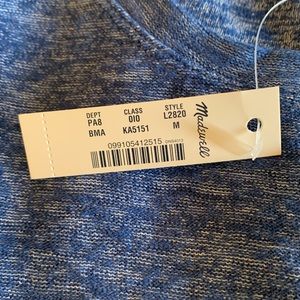 DEPT CLASS STYLE
PA8 010 L2820
BMA KA5151 M
099105412515
Madewell